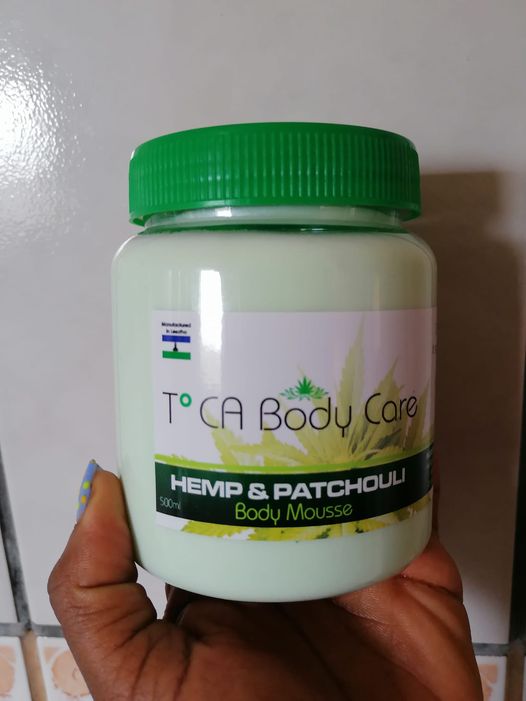 Manufactured
in Lesotho
T° CA Body Care
HEMP & PATCHOULI
500ml
Body Mousse